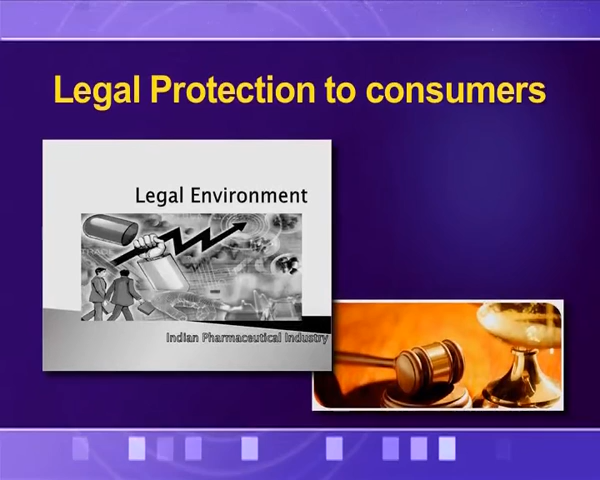 Legal Protection to consumers
Legal Environment
Indian Pharmaceutical Industry